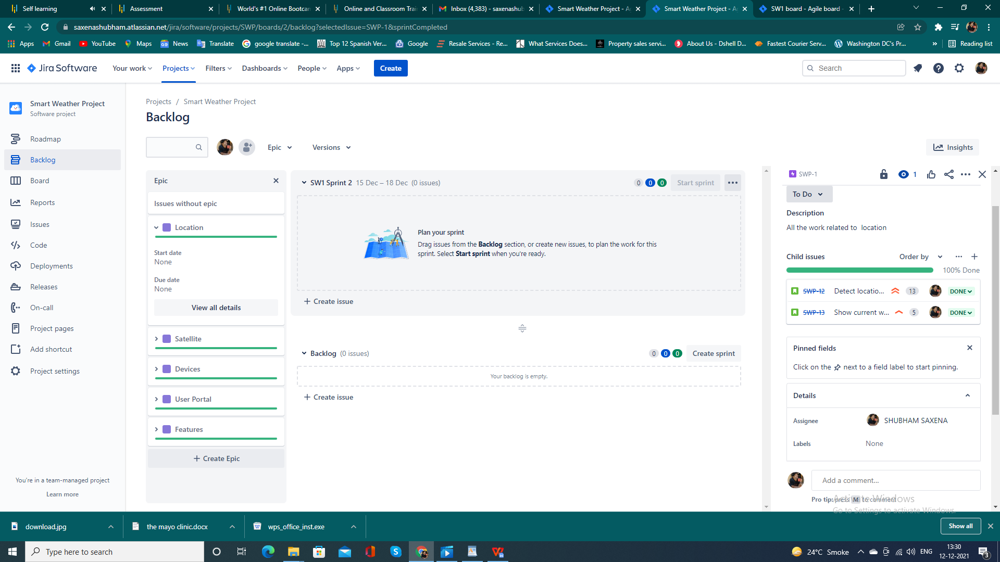 Self learning
Assessment
World's #1 Online Bootcam
Online and Classroom Trai
Inbox (4,383) - saxenashub
Smart Weather Project - Ag
Smart Weather Project - Ag
SW1 board - Agile board -
saxenashubham.atlassian.net/jira/software/projects/SWP/boards/2/backlog?selectedIssue=SWP-1&sprintCompleted
Apps
Gmail
YouTube
Maps
News
Translate
google translate -...
Top 12 Spanish Ver...
Google
Resale Services - Re...
What Services Does...
Property sales servi...
About Us - Dshell D...
Fastest Courier Serv...
Washington DC's Pr...
»
Reading list
Jira Software
Your work
Projects
Filters
Dashboards
People
Apps
Create
Search
Smart Weather Project
Software project
Roadmap
Backlog
Board
Reports
Issues
Code
Deployments
Releases
On-call
Project pages
Add shortcut
Project settings
You're in a team-managed project
Learn more
Projects / Smart Weather Project
Backlog
Epic
Versions
Insights
Epic
Issues without epic
Location
Start date
None
Due date
None
View all details
Satellite
Devices
User Portal
Features
+ Create Epic
SW1 Sprint 2 15 Dec – 18 Dec (0 issues)
0 0 0
Start sprint
Plan your sprint
Drag issues from the Backlog section, or create new issues, to plan the work for this
sprint. Select Start sprint when you're ready.
+ Create issue
Backlog (0 issues)
0 0 0
Create sprint
Your backlog is empty.
+ Create issue
SWP-1
1
To Do
Description
All the work related to location
Child issues
Order by
100% Done
SWP-12 Detect locatio... 13 DONE
SWP-13 Show current w... 5 DONE
Pinned fields
Click on the next to a field label to start pinning.
Details
Assignee
SHUBHAM SAXENA
Labels
None
Add a comment...
Pro tip: press M to comment
Activate Windows
Go to Settings to activate Windows.
download.jpg
the mayo clinic.docx
wps_office_inst.exe
Show all
Type here to search
24°C Smoke
ENG
13:30
12-12-2021
3